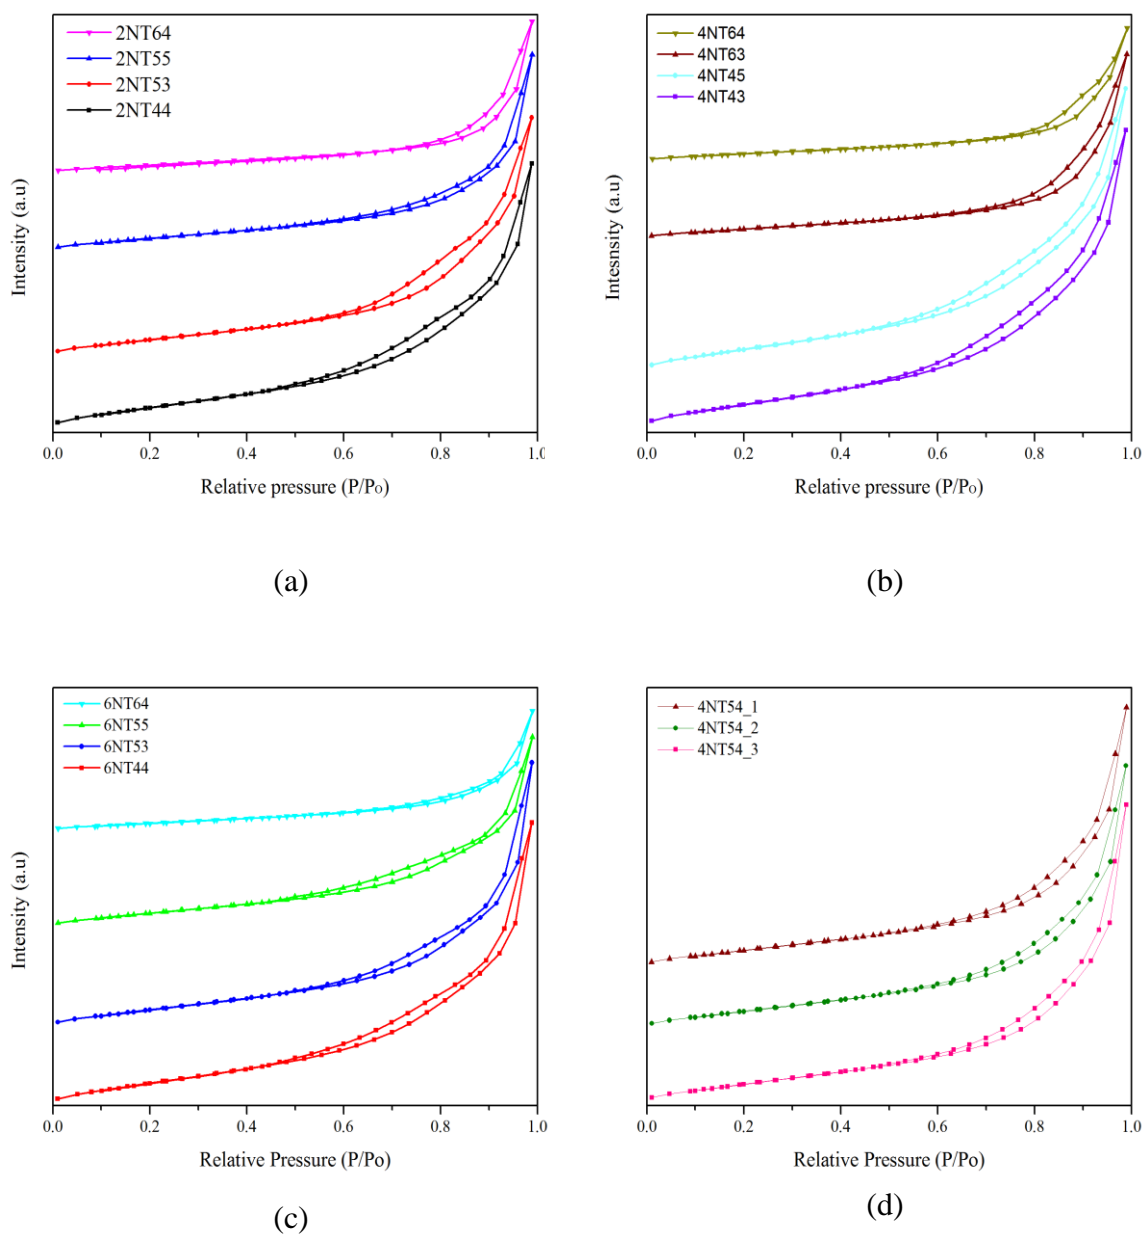 2NT64
2NT55
2NT53
2NT44
Intensity (a.u)
0.0 0.2 0.4 0.6 0.8 1.0
Relative pressure (P/PO)
(a)
4NT64
4NT63
4NT45
4NT43
Intesnsity (a.u)
0.0 0.2 0.4 0.6 0.8 1.0
Relative pressure (P/PO)
(b)
6NT64
6NT55
6NT53
6NT44
Intensity (a.u)
0.0 0.2 0.4 0.6 0.8 1.0
Relative Pressure (P/Po)
(c)
4NT54_1
4NT54_2
4NT54_3
0.0 0.2 0.4 0.6 0.8 1.0
Relative Pressure (P/Po)
(d)